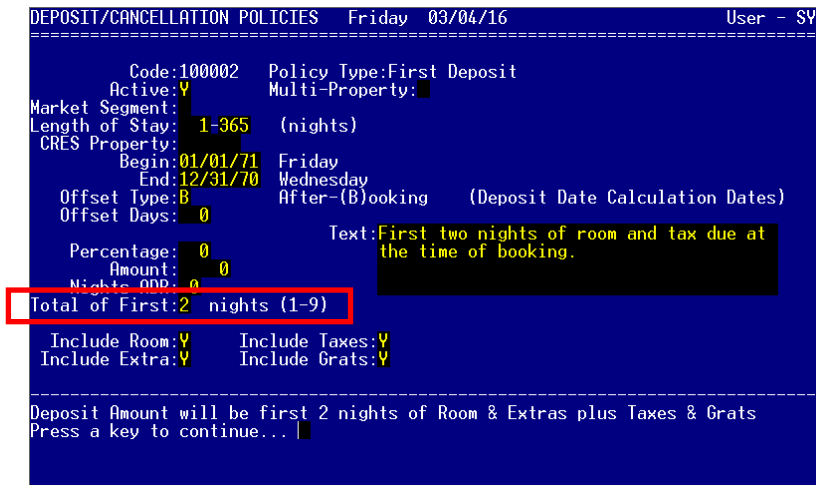 DEPOSIT/CANCELLATION POLICIES Friday 03/04/16 User - SY
Code:100002 Policy Type:First Deposit
Active:Y Multi-Property:
Market Segment:
Length of Stay: 1-365 (nights)
CRES Property:
Begin:01/01/71 Friday
End:12/31/70 Wednesday
Offset Type:B After-(B)ooking (Deposit Date Calculation Dates)
Offset Days: 0
Text:First two nights of room and tax due at
Percentage: 0 the time of booking.
Amount: 0
Nights ADR: 0
Total of First:2 nights (1-9)
Include Room:Y Include Taxes:Y
Include Extra:Y Include Grats:Y
Deposit Amount will be first 2 nights of Room & Extras plus Taxes & Grats
Press a key to continue...